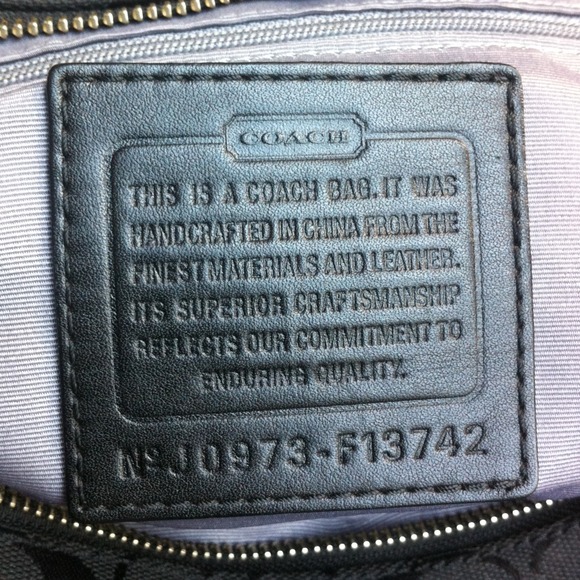 COACH
THIS IS A COACH BAG. IT WAS
HANDCRAFTED IN CHINA FROM THE
FINEST MATERIALS AND LEATHER.
ITS SUPERIOR CRAFTSMANSHIP
REFLECTS OUR COMMITMENT TO
ENDURING QUALITY.
Nº J0973-F13742